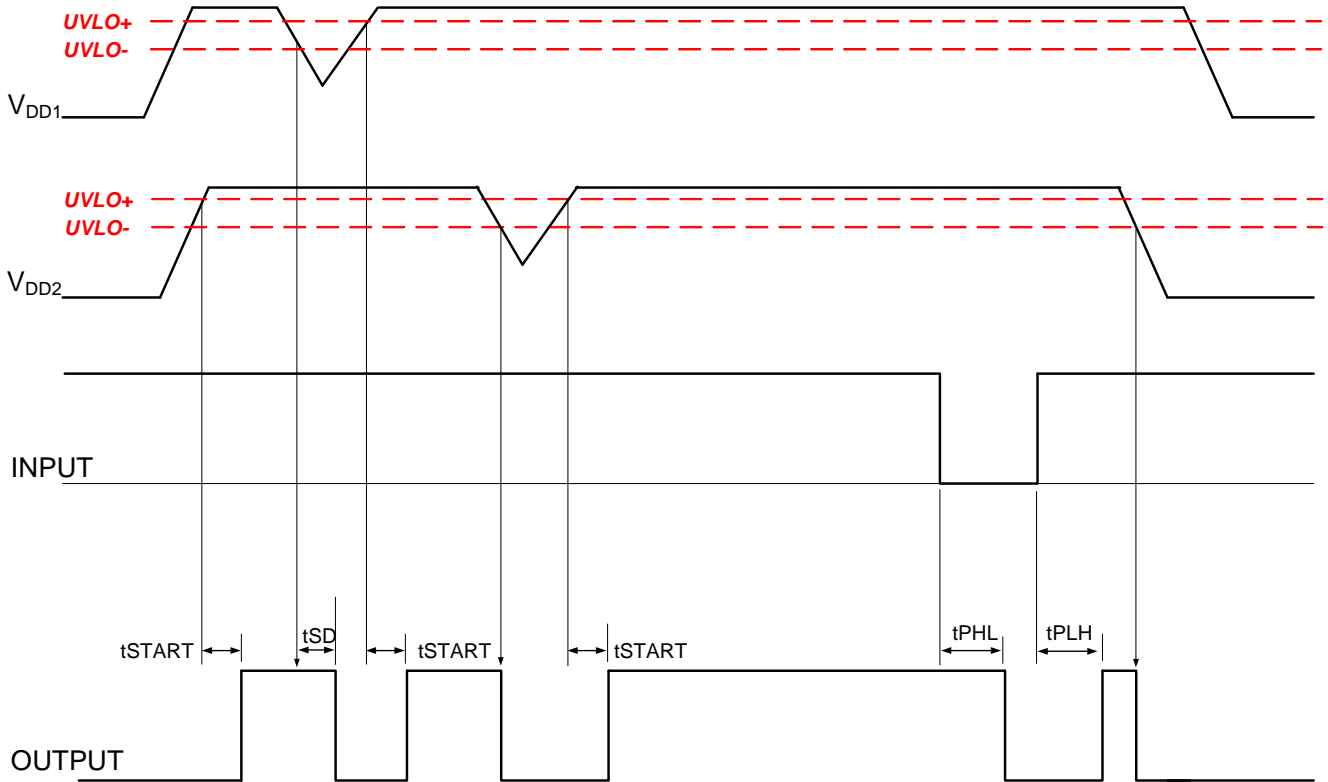 UVLO+
UVLO-
VDD1
UVLO+
UVLO-
VDD2
INPUT
tSTART
tSD
tSTART
tSTART
tPHL
tPLH
OUTPUT